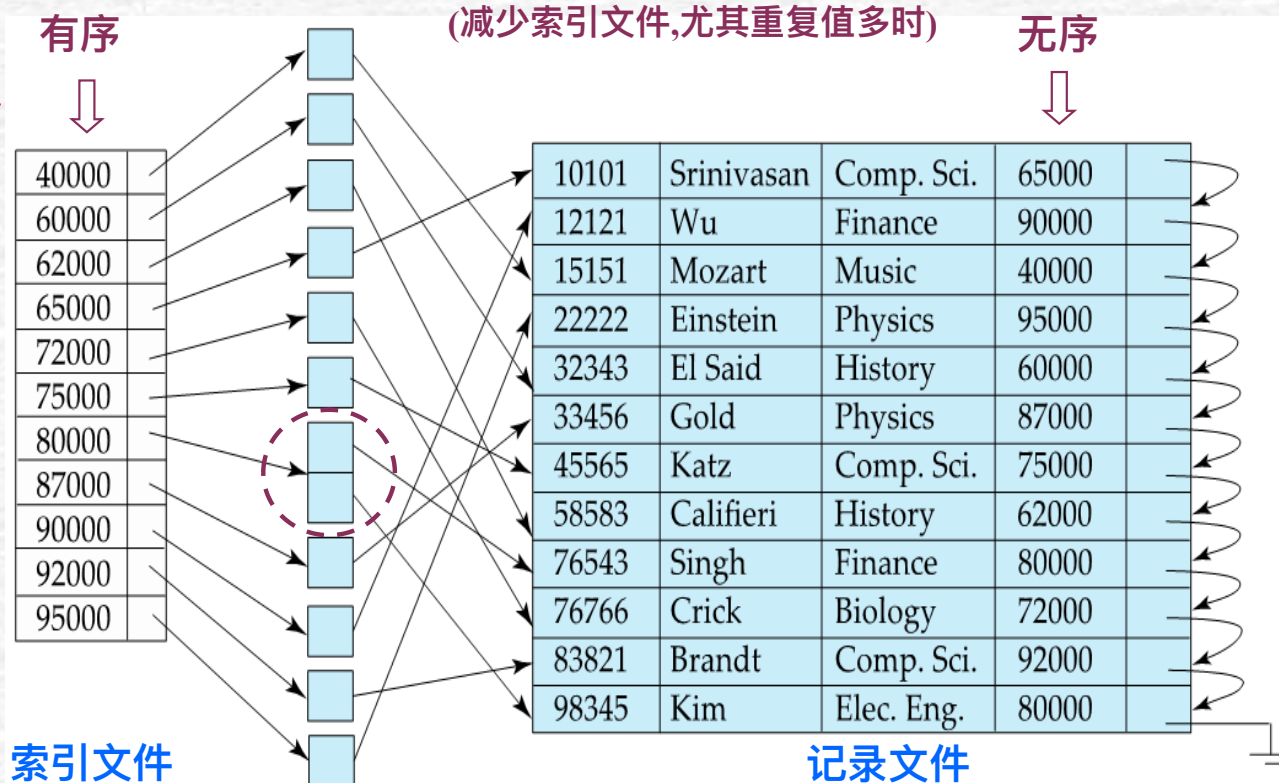 (减少索引文件,尤其重复值多时)
有序
无序
40000
60000
62000
65000
72000
75000
80000
87000
90000
92000
95000
10101 Srinivasan Comp. Sci. 65000
12121 Wu Finance 90000
15151 Mozart Music 40000
22222 Einstein Physics 95000
32343 El Said History 60000
33456 Gold Physics 87000
45565 Katz Comp. Sci. 75000
58583 Califieri History 62000
76543 Singh Finance 80000
76766 Crick Biology 72000
83821 Brandt Comp. Sci. 92000
98345 Kim Elec. Eng. 80000
索引文件
记录文件